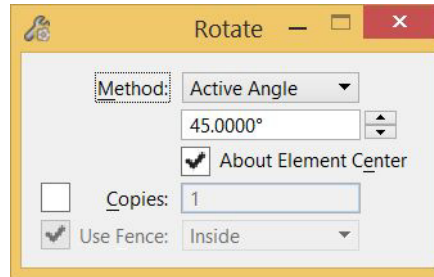 Rotate
Method: Active Angle
45.0000°
About Element Center
Copies: 1
Use Fence: Inside